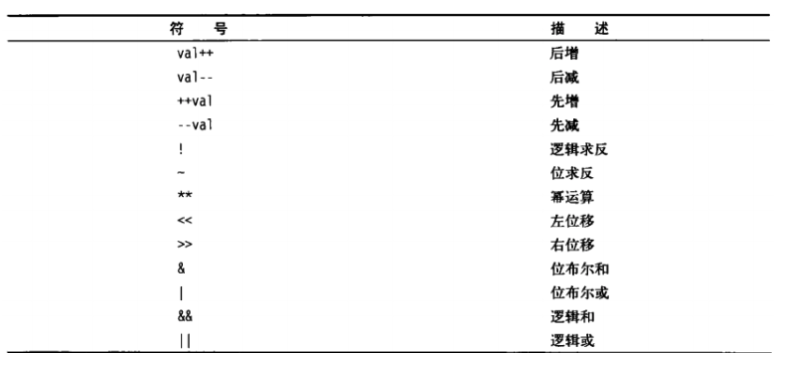 符 号 描 述
val++ 后增
val-- 后减
++val 先增
--val 先减
! 逻辑求反
~ 位求反
** 幂运算
<< 左位移
>> 右位移
& 位布尔和
| 位布尔或
&& 逻辑和
|| 逻辑或